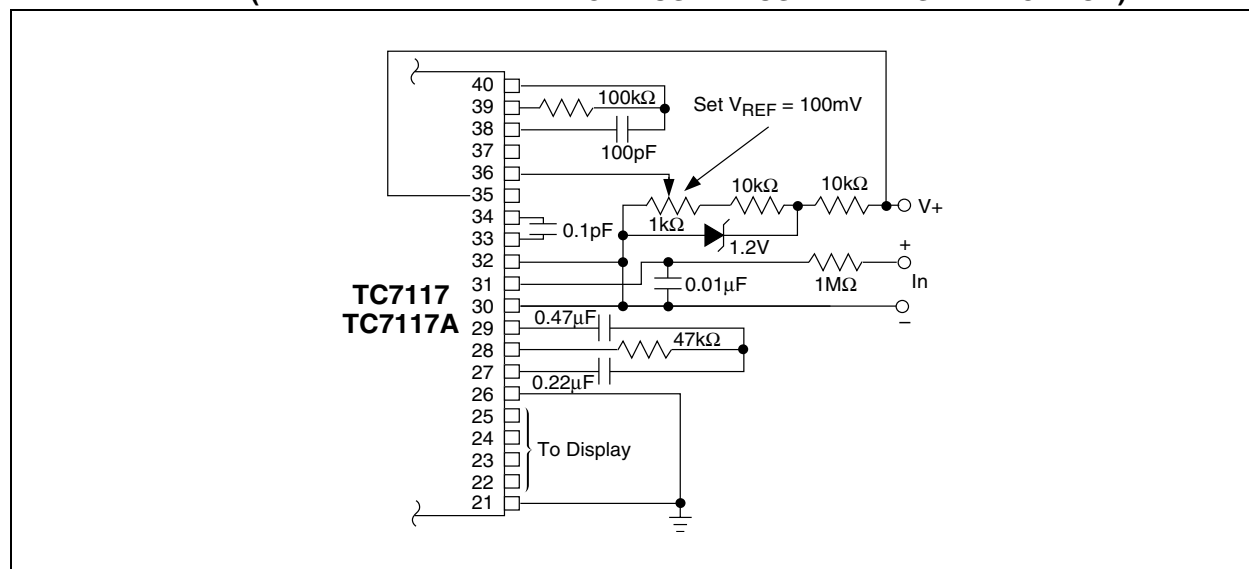 40
39
38
37
36
35
34
33
32
31
30
29
28
27
26
25
24
23
22
21
TC7117
TC7117A
100kΩ
100pF
Set VREF = 100mV
10kΩ
10kΩ
V+
1kΩ
1.2V
0.1pF
+
In
–
1MΩ
0.01µF
0.47µF
47kΩ
0.22µF
To Display